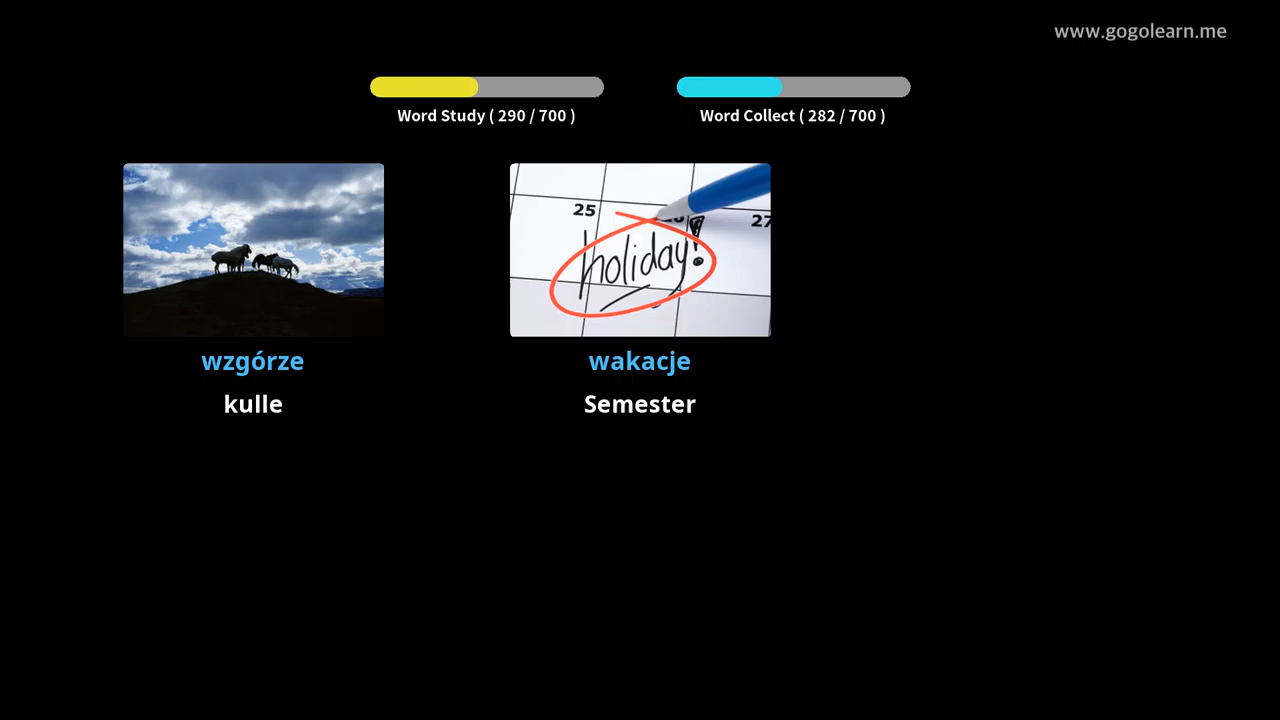 www.gogolearn.me
Word Study ( 290 / 700 )
Word Collect ( 282 / 700 )
25
27
holiday!
wzgórze
wakacje
kulle
Semester